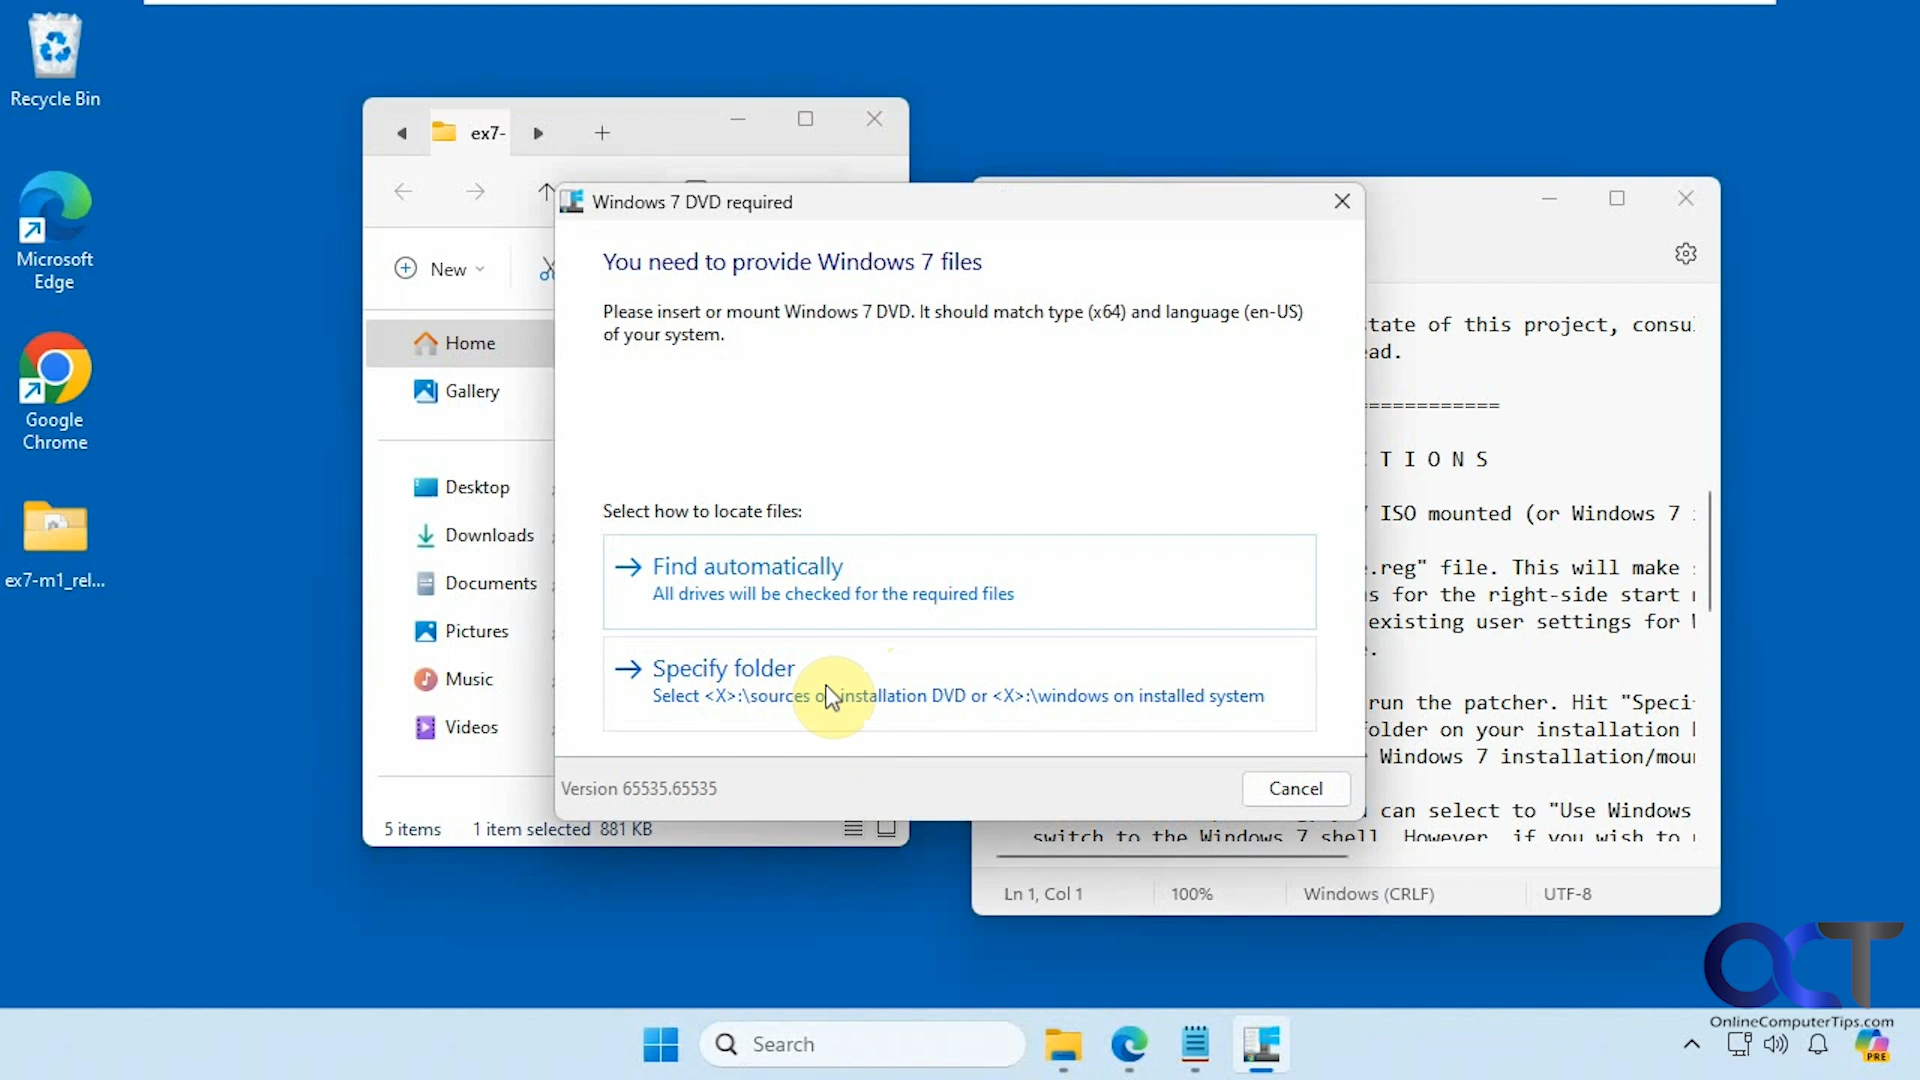 Recycle Bin
Microsoft
Edge
Google
Chrome
ex7-m1_rel...
ex7-
New
Home
Gallery
Desktop
Downloads
Documents
Pictures
Music
Videos
5 items 1 item selected 881 KB
Windows 7 DVD required
You need to provide Windows 7 files
Please insert or mount Windows 7 DVD. It should match type (x64) and language (en-US)
of your system.
Select how to locate files:
Find automatically
All drives will be checked for the required files
Specify folder
Select <X>:\sources on installation DVD or <X>:\windows on installed system
Version 65535.65535
Cancel
tate of this project, consu
ead.
============
T I O N S
ISO mounted (or Windows 7
.reg" file. This will make
s for the right-side start
existing user settings for
run the patcher. Hit "Speci
older on your installation
Windows 7 installation/mou
can select to "Use Windows
switch to the Windows 7 shell. However, if you wish to
Ln 1, Col 1 100% Windows (CRLF) UTF-8
OCT
OnlineComputerTips.com
Search
PRE